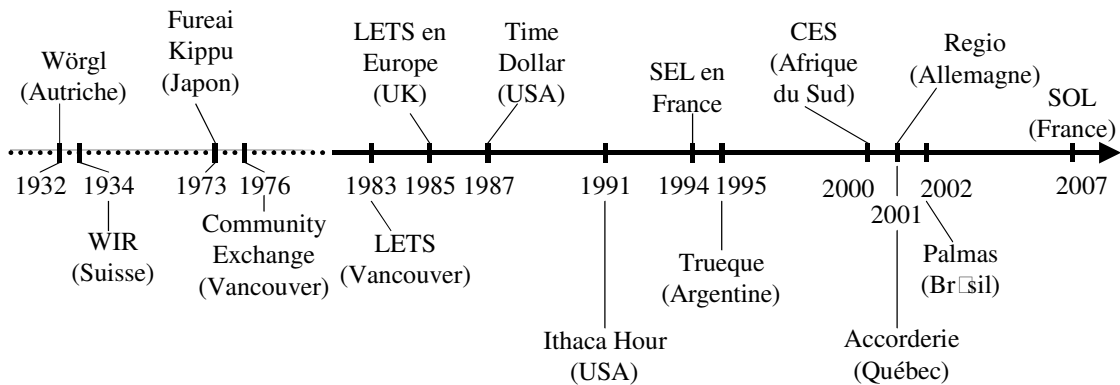 Wörgl
(Autriche)
Fureai
Kippu
(Japon)
LETS en
Europe
(UK)
Time
Dollar
(USA)
SEL en
France
CES
(Afrique
du Sud)
Regio
(Allemagne)
SOL
(France)
1932 1934 1973 1976 1983 1985 1987 1991 1994 1995 2000 2001 2002 2007
WIR
(Suisse)
Community
Exchange
(Vancouver)
LETS
(Vancouver)
Ithaca Hour
(USA)
Trueque
(Argentine)
Accorderie
(Québec)
Palmas
(Br□sil)